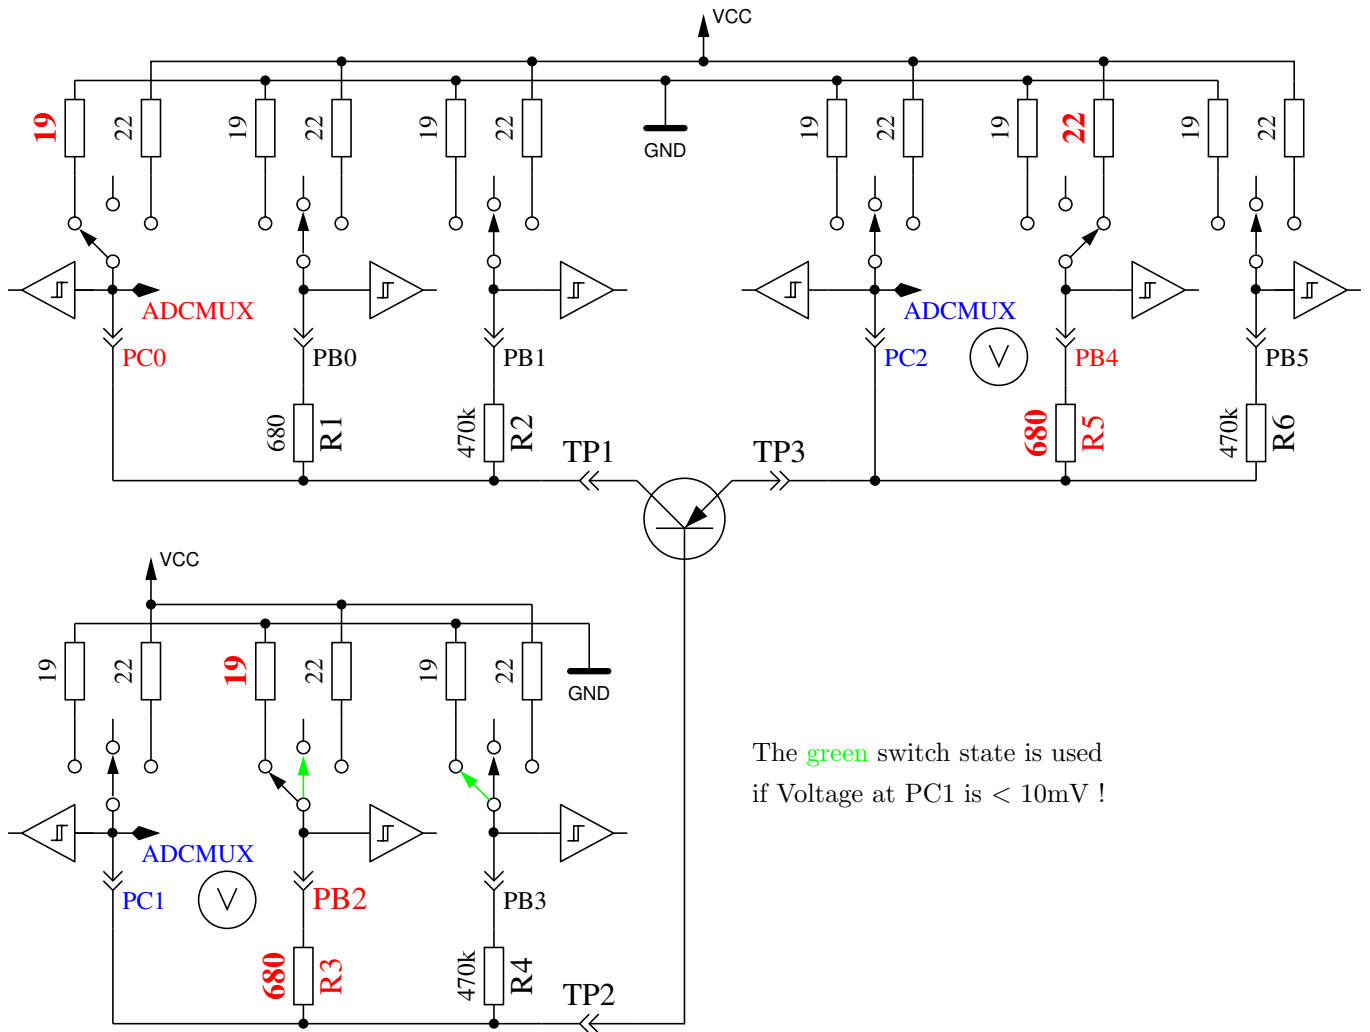 VCC
19
22
19
22
19
22
GND
19
22
19
22
19
22
ADCMUX
PC0
PB0
PB1
ADCMUX
PC2
V
PB4
PB5
680
R1
470k
R2
TP1
TP3
680
R5
470k
R6
VCC
19
22
19
22
19
22
GND
The green switch state is used
if Voltage at PC1 is < 10mV !
ADCMUX
PC1
V
PB2
PB3
680
R3
470k
R4
TP2